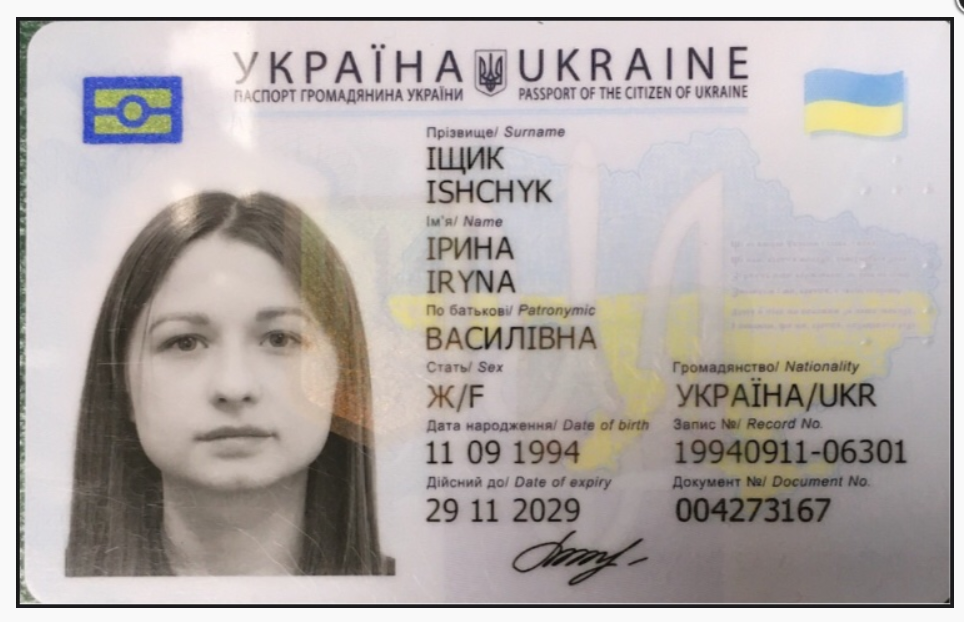 УКРАЇНА UKRAINE
ПАСПОРТ ГРОМАДЯНИНА УКРАЇНИ PASSPORT OF THE CITIZEN OF UKRAINE
Прізвище/ Surname
ІЩИК
ISHCHYK
Ім'я/ Name
ІРИНА
IRYNA
По батькові/ Patronymic
ВАСИЛІВНА
Стать/ Sex Громадянство/ Nationality
Ж/F УКРАЇНА/UKR
Дата народження/ Date of birth Запис №/ Record No.
11 09 1994 19940911-06301
Дійсний до/ Date of expiry Документ №/ Document No.
29 11 2029 004273167